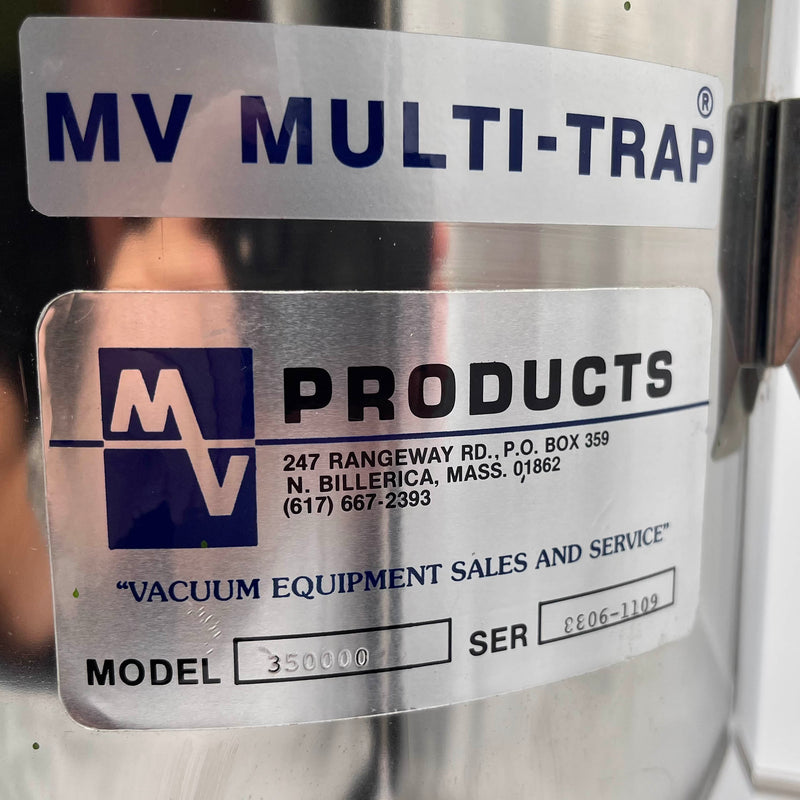 MV MULTI-TRAP®
MV PRODUCTS
247 RANGEWAY RD., P.O. BOX 359
N. BILLERICA, MASS. 01862
(617) 667-2393
“VACUUM EQUIPMENT SALES AND SERVICE”
MODEL 350000 SER 8806-1109